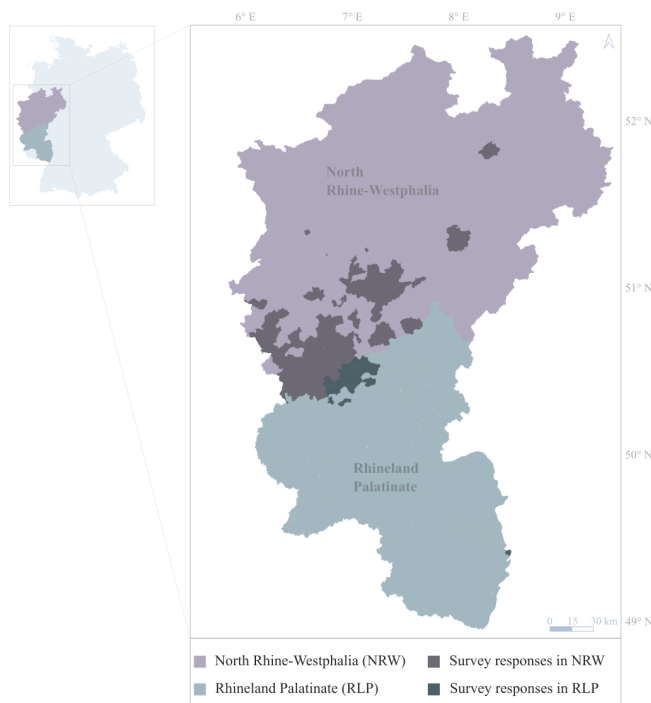 6° E 7° E 8° E 9° E
52° N
North
Rhine-Westphalia
51° N
50° N
Rhineland
Palatinate
0 15 30 km
49° N
North Rhine-Westphalia (NRW) Survey responses in NRW
Rhineland Palatinate (RLP) Survey responses in RLP